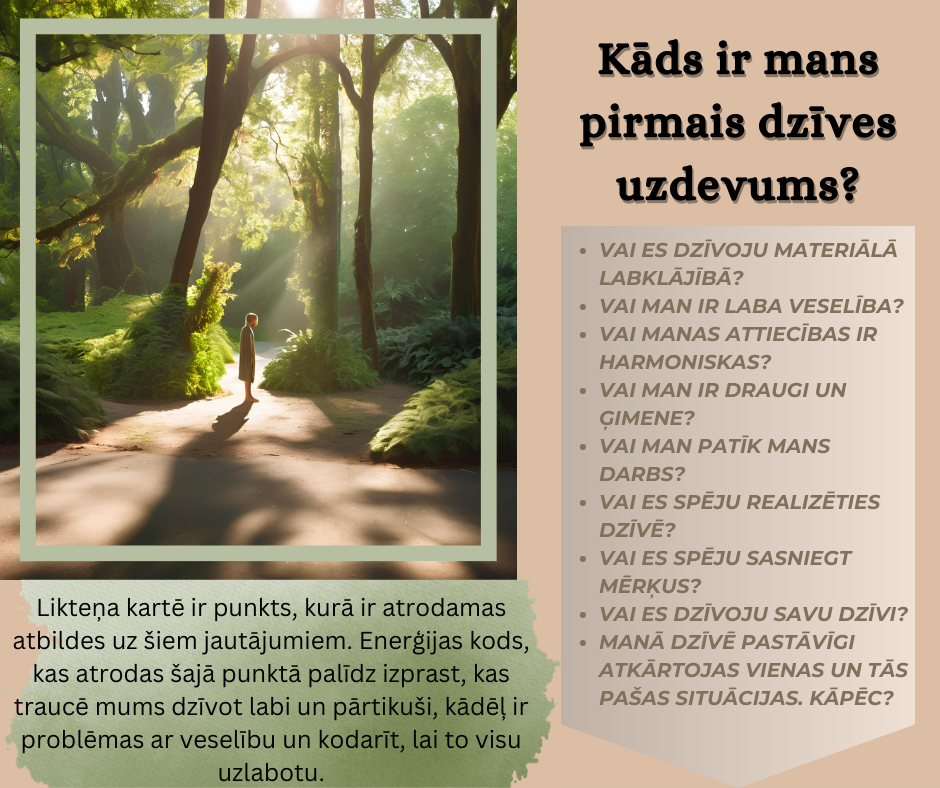 Kāds ir mans
pirmais dzīves
uzdevums?
• VAI ES DZĪVOJU MATERIĀLĀ
LABKLĀJĪBĀ?
• VAI MAN IR LABA VESELĪBA?
• VAI MANAS ATTIECĪBAS IR
HARMONISKAS?
• VAI MAN IR DRAUGI UN
ĢIMENE?
• VAI MAN PATĪK MANS
DARBS?
• VAI ES SPĒJU REALIZĒTIES
DZĪVĒ?
• VAI ES SPĒJU SASNIEGT
MĒRĶUS?
• VAI ES DZĪVOJU SAVU DZĪVI?
• MANĀ DZĪVĒ PASTĀVĪGI
ATKĀRTOJAS VIENAS UN TĀS
PAŠAS SITUĀCIJAS. KĀPĒC?
Likteņa kartē ir punkts, kurā ir atrodamas
atbildes uz šiem jautājumiem. Enerģijas kods,
kas atrodas šajā punktā palīdz izprast, kas
traucē mums dzīvot labi un pārtikuši, kādēļ ir
problēmas ar veselību un kodarīt, lai to visu
uzlabotu.